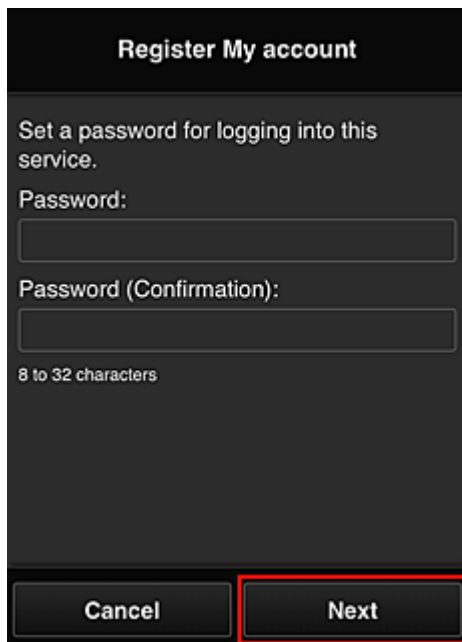 Register My account
Set a password for logging into this
service.
Password:
Password (Confirmation):
8 to 32 characters
Cancel
Next